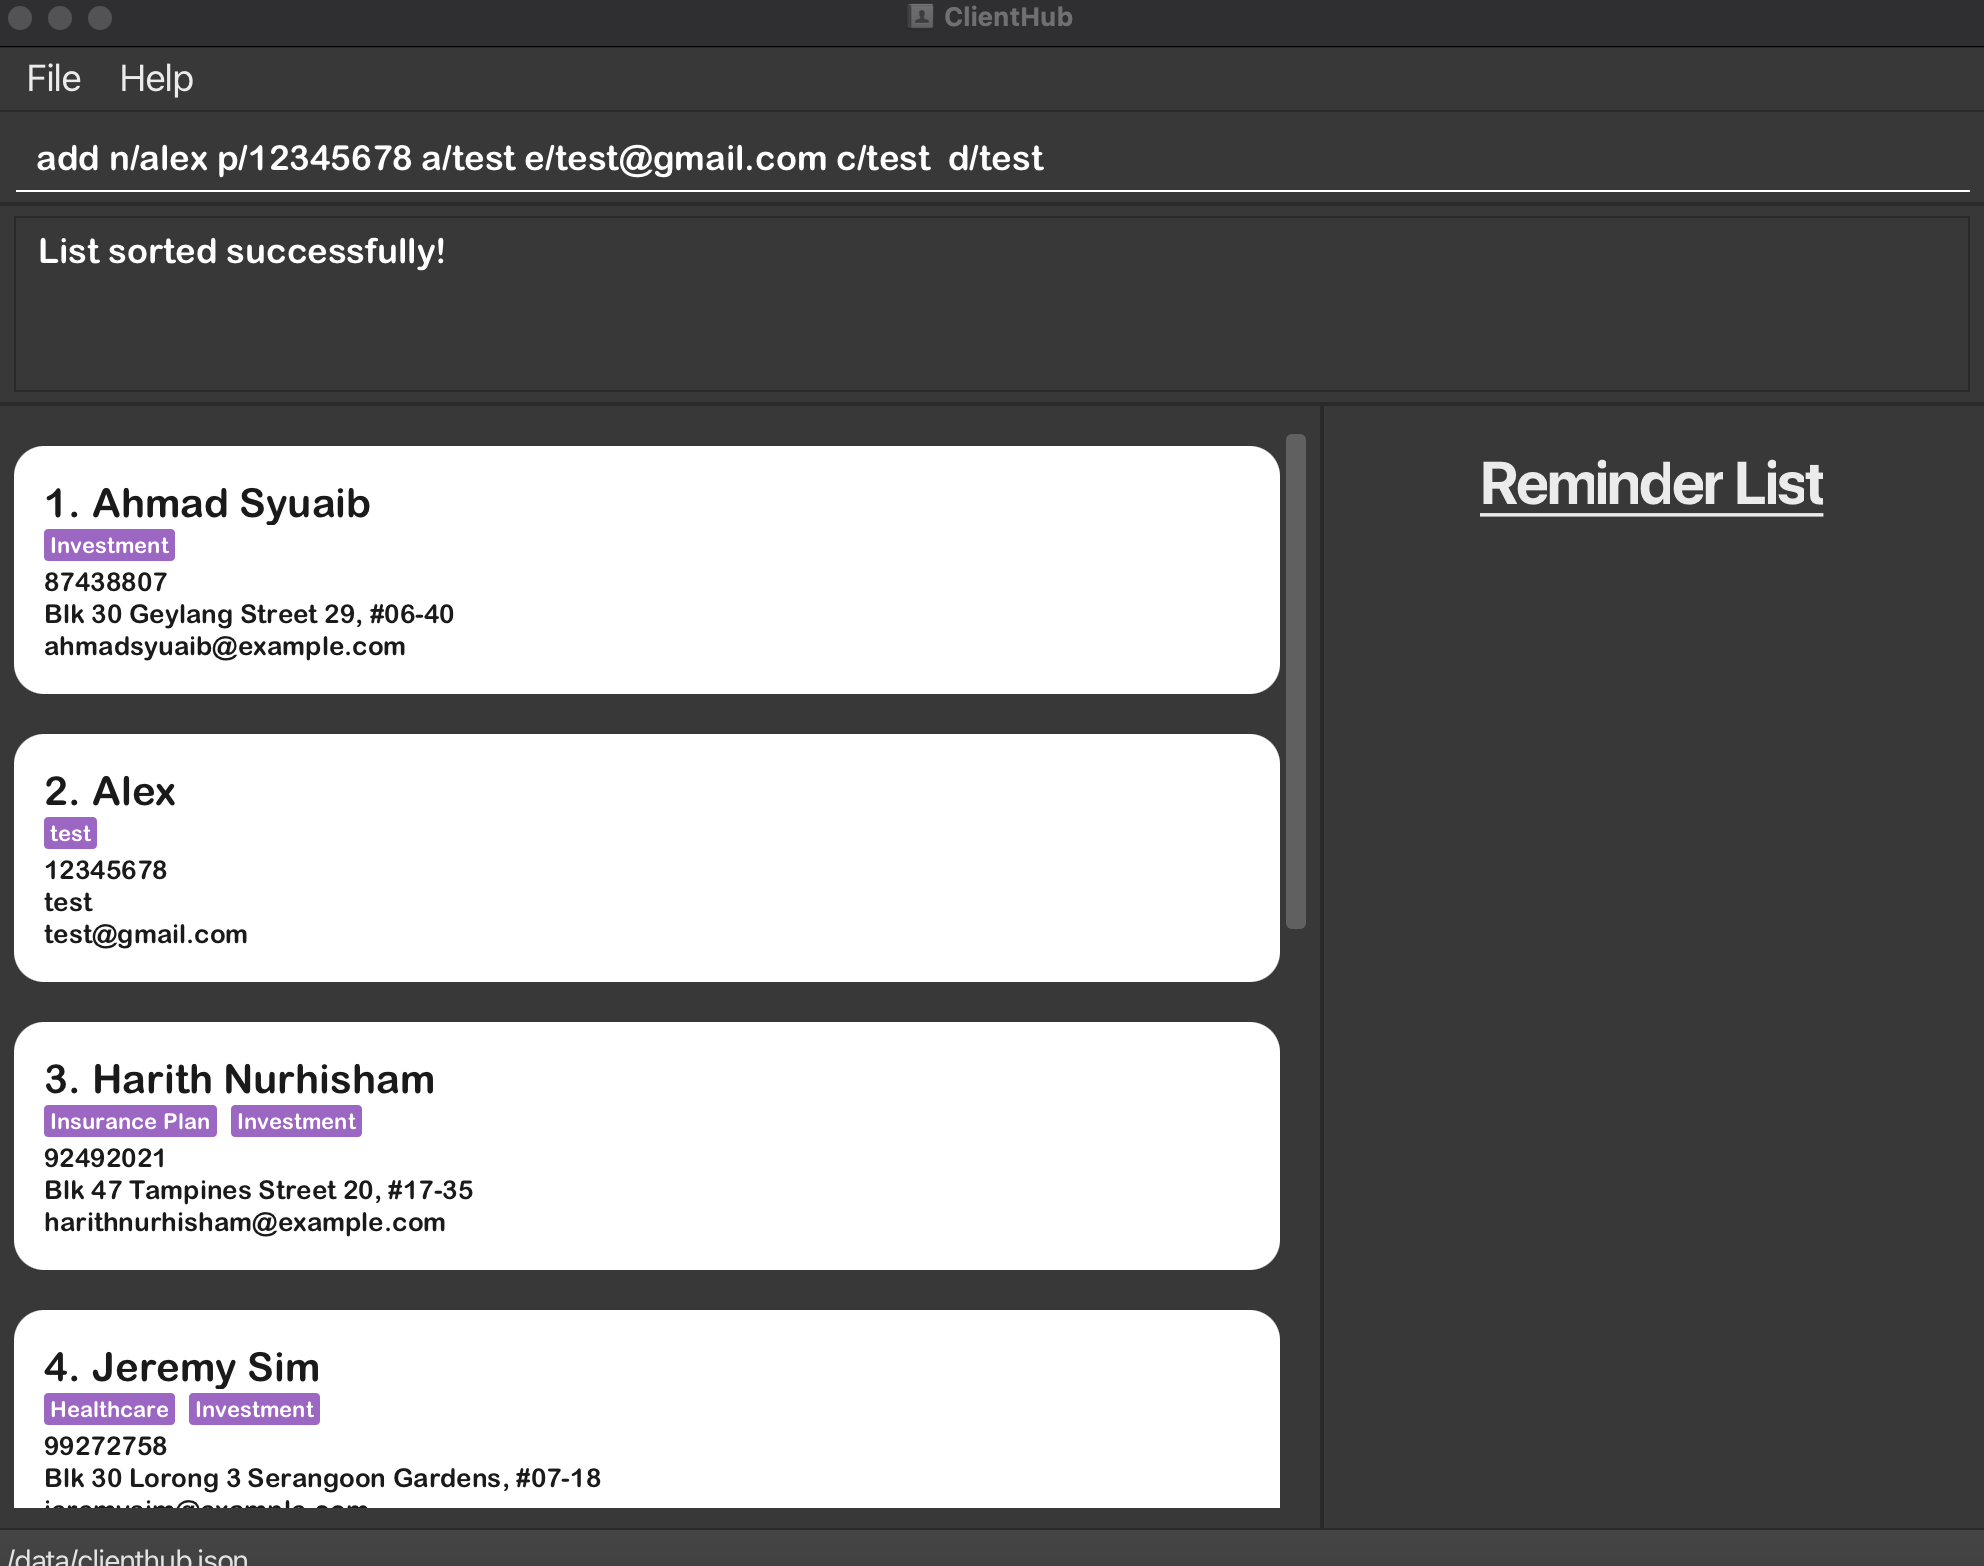 ClientHub
File Help
add n/alex p/12345678 a/test e/test@gmail.com c/test  d/test
List sorted successfully!
1. Ahmad Syuaib
Investment
87438807
Blk 30 Geylang Street 29, #06-40
ahmadsyuaib@example.com
2. Alex
test
12345678
test
test@gmail.com
3. Harith Nurhisham
Insurance Plan Investment
92492021
Blk 47 Tampines Street 20, #17-35
harithnurhisham@example.com
4. Jeremy Sim
Healthcare Investment
99272758
Blk 30 Lorong 3 Serangoon Gardens, #07-18
jeremysim@example.com
Reminder List
/data/clienthub.json